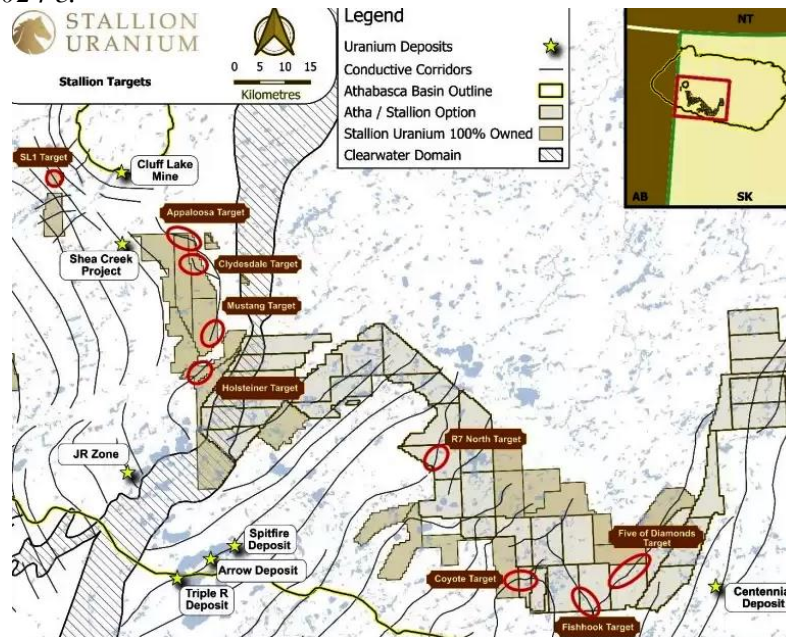 STALLION
URANIUM
Stallion Targets
0 5 10 15
Kilometres
Legend
Uranium Deposits
Conductive Corridors
Athabasca Basin Outline
Atha / Stallion Option
Stallion Uranium 100% Owned
Clearwater Domain
NT
AB
SK
SL1 Target
Cluff Lake
Mine
Appaloosa Target
Shea Creek
Project
Clydesdale Target
Mustang Target
Holsteiner Target
JR Zone
R7 North Target
Spitfire
Deposit
Arrow Deposit
Triple R
Deposit
Five of Diamonds
Target
Coyote Target
Fishhook Target
Centennia
Deposit